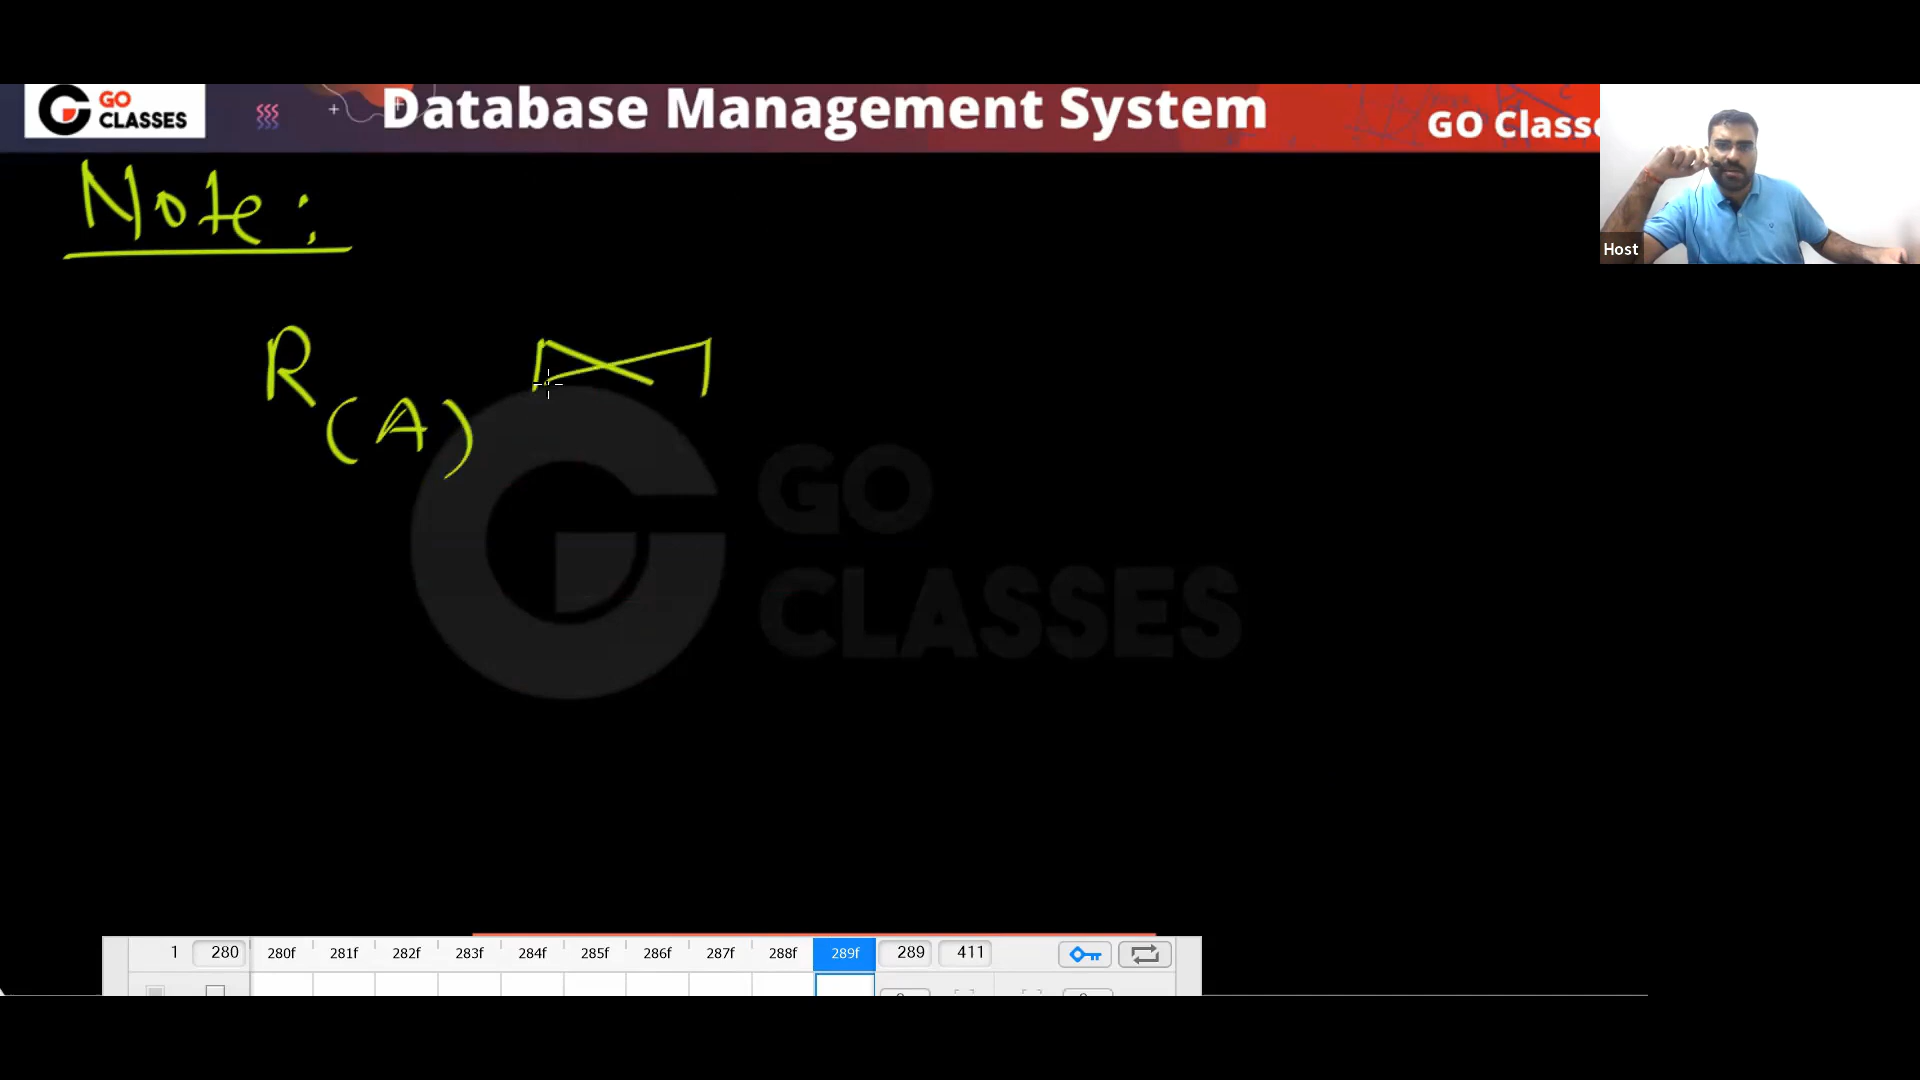 GO
CLASSES
Database Management System
GO Classe
Host
Note:
R(A) ⋈
GO
CLASSES
1 280 280f 281f 282f 283f 284f 285f 286f 287f 288f 289f 289 411